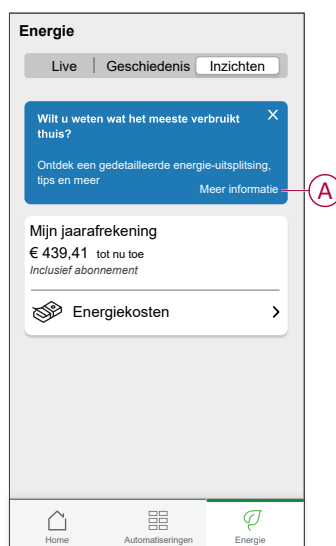 Energie
Live | Geschiedenis Inzichten
Wilt u weten wat het meeste verbruikt X
thuis?
Ontdek een gedetailleerde energie-uitsplitsing,
tips en meer
Meer informatie A
Mijn jaarafrekening
€ 439,41 tot nu toe
Inclusief abonnement
Energiekosten
Home Automatiseringen Energie